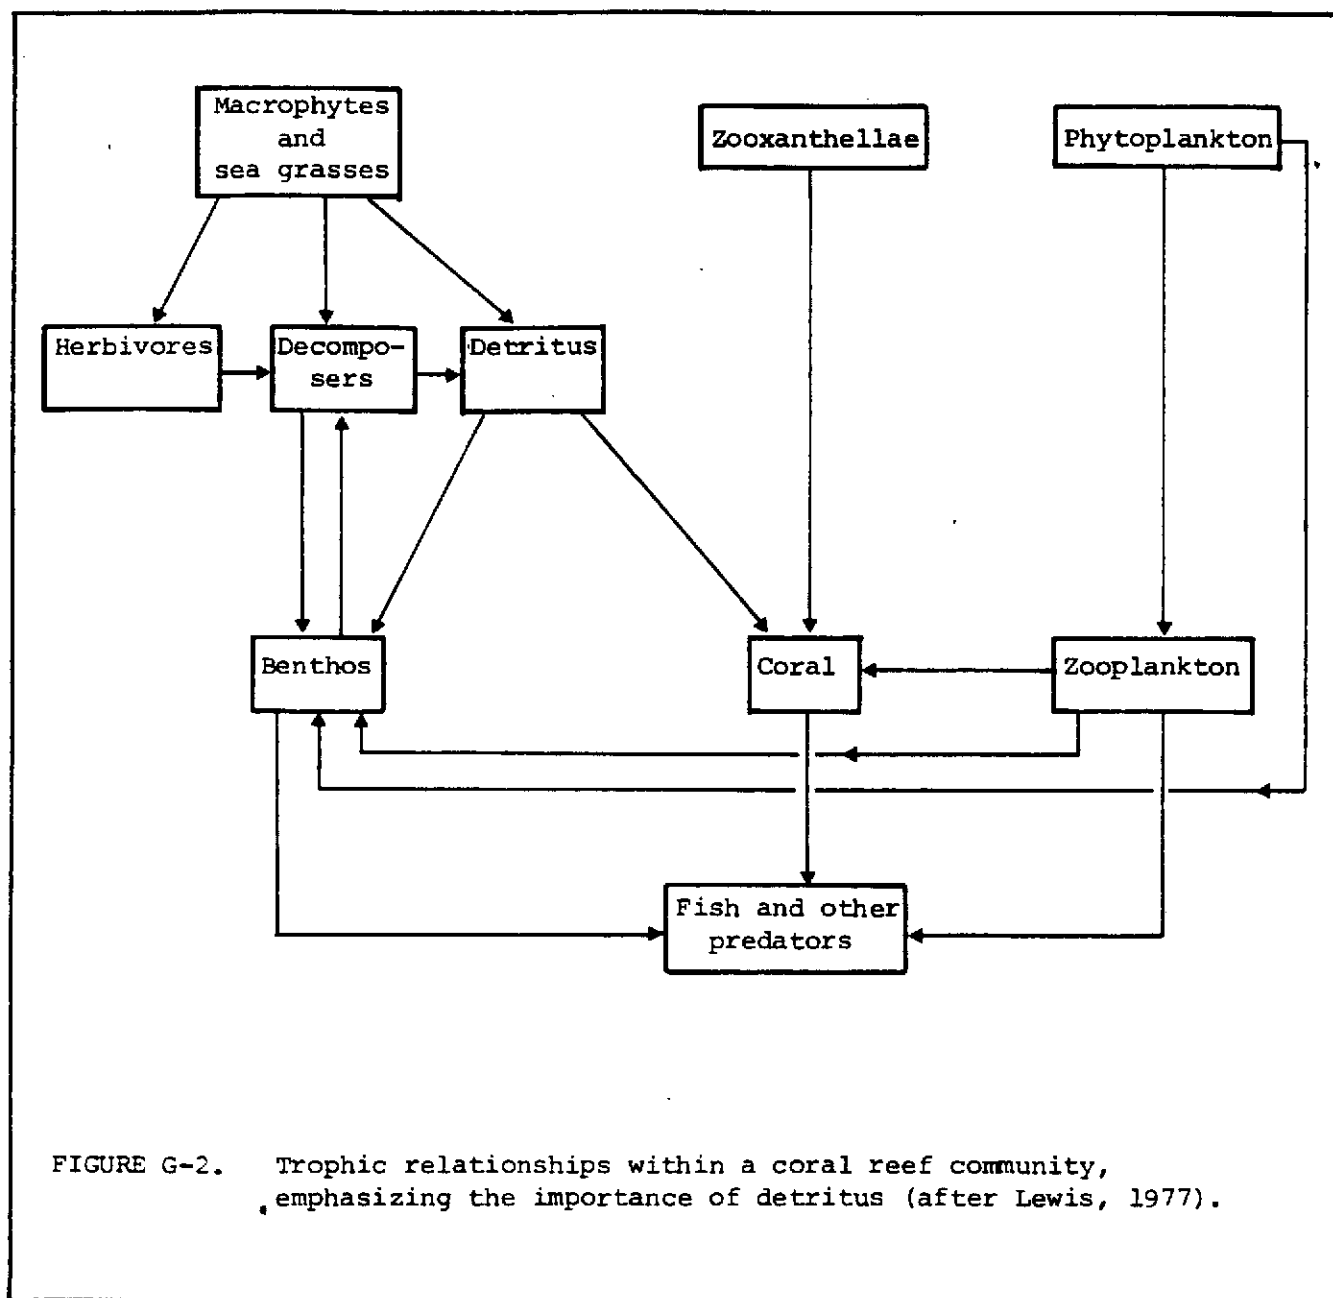 Macrophytes
and
sea grasses
Zooxanthellae
Phytoplankton
Herbivores
Decompo-
sers
Detritus
Benthos
Coral
Zooplankton
Fish and other
predators
FIGURE G-2. Trophic relationships within a coral reef community,
emphasizing the importance of detritus (after Lewis, 1977).